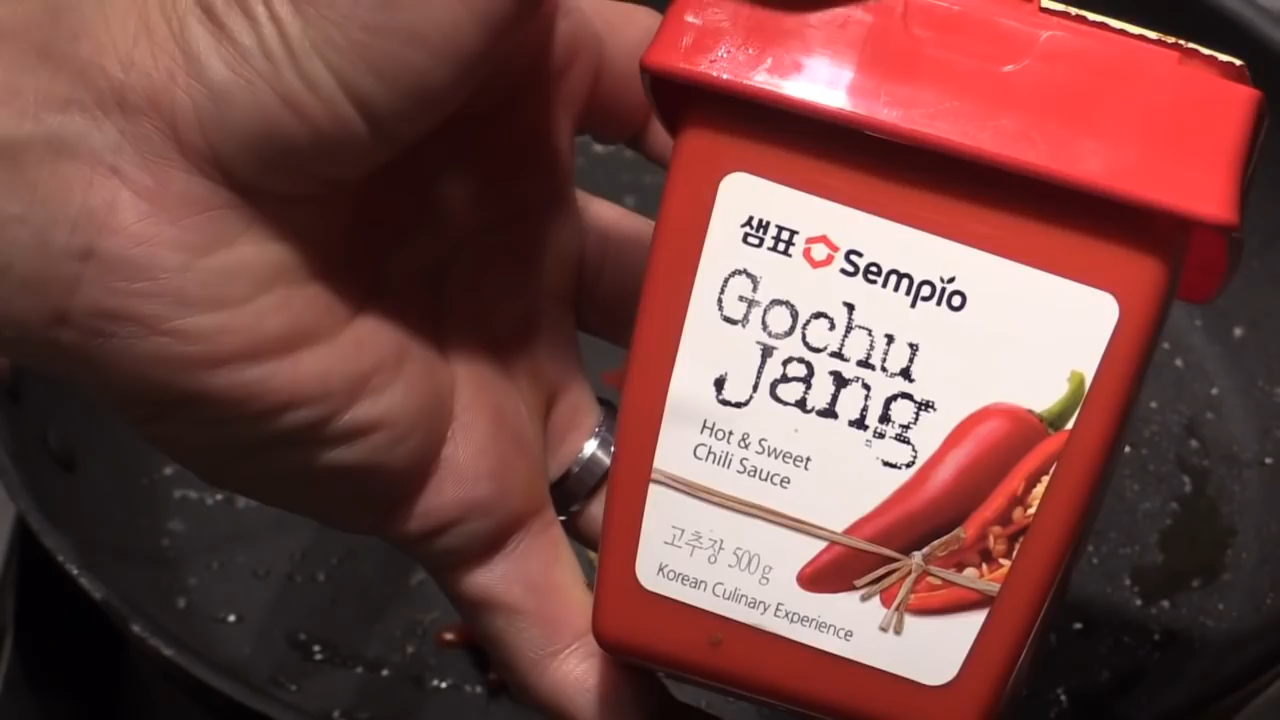 샘표 Sempio
Gochu
Jang
Hot & Sweet
Chili Sauce
고추장 500g
Korean Culinary Experience